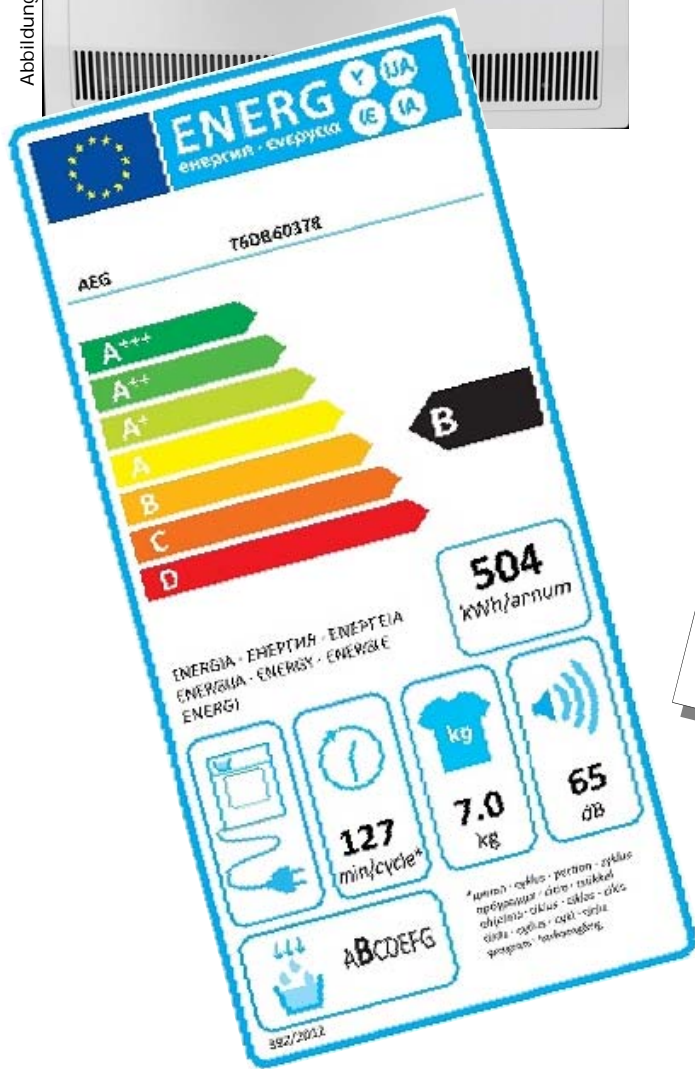 Abbildung
ENERG Y UA
енергия · ενεργεια IE IA
T6DB60378
AEG
A+++
A++
A+
A
B
C
D
B
504
kWh/annum
ENERGIA · ЕНЕРГИЯ · ΕΝΕΡΓΕΙΑ
ENERGIJA · ENERGY · ENERGIE
ENERGI
127
min/cycle*
kg
7.0
kg
65
dB
ABCDEFG
392/2012